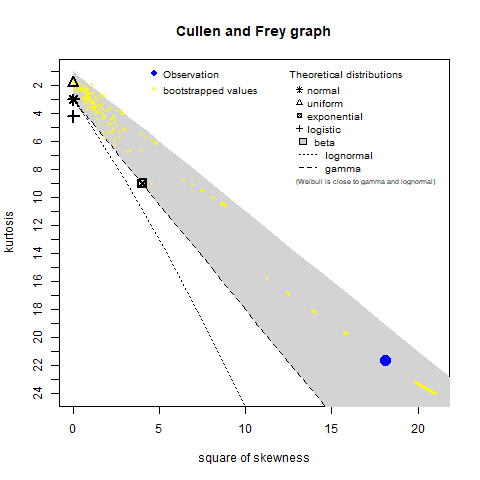 Cullen and Frey graph
Observation
bootstrapped values
Theoretical distributions
normal
uniform
exponential
logistic
beta
lognormal
gamma
(Weibull is close to gamma and lognormal)
kurtosis
2
4
6
8
9
10
12
14
16
18
20
22
24
0
5
10
15
20
square of skewness